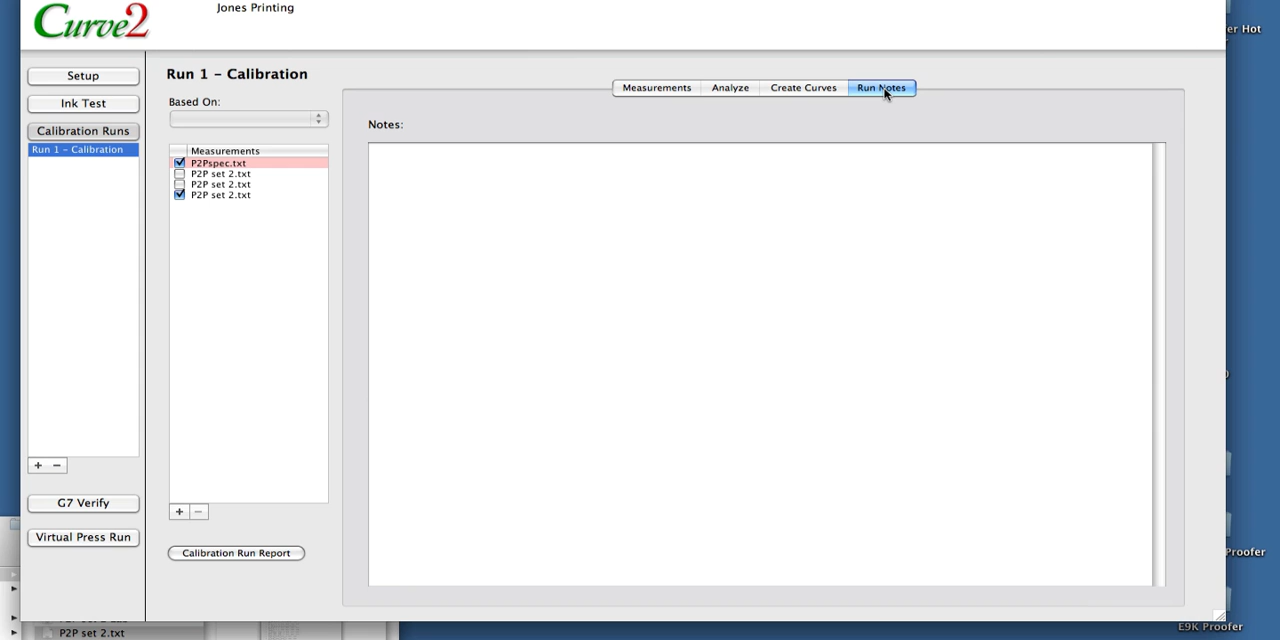 Curve2
Jones Printing
Setup
Ink Test
Calibration Runs
Run 1 – Calibration
G7 Verify
Virtual Press Run
Run 1 – Calibration
Based On:
Measurements
P2Pspec.txt
P2P set 2.txt
P2P set 2.txt
P2P set 2.txt
Calibration Run Report
Measurements
Analyze
Create Curves
Run Notes
Notes:
er Hot
Proofer
E9K Proofer
P2P set 2.txt